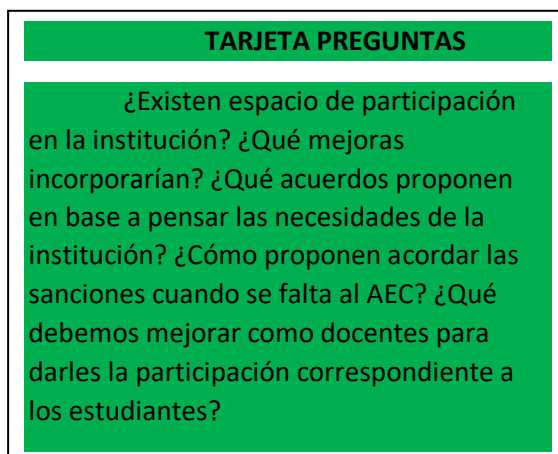 TARJETA PREGUNTAS
¿Existen espacio de participación
en la institución? ¿Qué mejoras
incorporarían? ¿Qué acuerdos proponen
en base a pensar las necesidades de la
institución? ¿Cómo proponen acordar las
sanciones cuando se falta al AEC? ¿Qué
debemos mejorar como docentes para
darles la participación correspondiente a
los estudiantes?